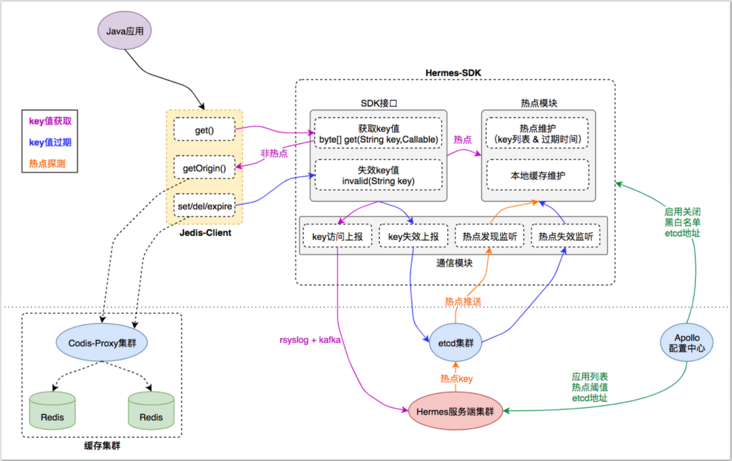 Java应用
Hermes-SDK
key值获取
key值过期
热点探测
get()
getOrigin()
set/del/expire
Jedis-Client
SDK接口
获取key值
byte[] get(String key,Callable)
失效key值
invalid(String key)
非热点
热点
热点模块
热点维护
(key列表 & 过期时间)
本地缓存维护
key访问上报
key失效上报
热点发现监听
热点失效监听
通信模块
启用关闭
黑白名单
etcd地址
热点推送
Codis-Proxy集群
rsyslog + kafka
etcd集群
Apollo
配置中心
热点key
应用列表
热点阈值
etcd地址
Redis
Redis
Hermes服务端集群
缓存集群